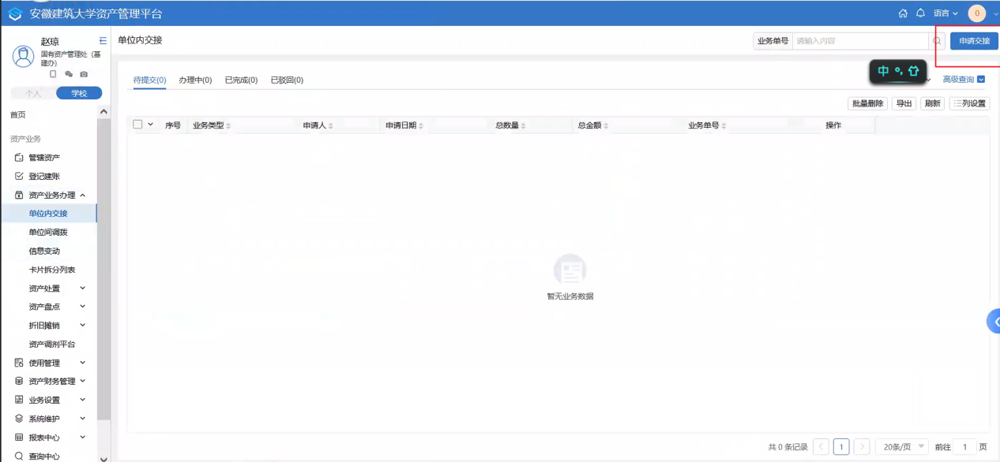 安徽建筑大学资产管理平台
语言
0
赵琼
国有资产管理处（基
建办）
个人 学校
首页
资产业务
管辖资产
登记建账
资产业务办理
单位内交接
单位间调拨
信息变动
卡片拆分列表
资产处置
资产盘点
折旧摊销
资产调剂平台
使用管理
资产财务管理
业务设置
系统维护
报表中心
查询中心
单位内交接
业务单号 请输入内容 申请交接
待提交(0) 办理中(0) 已完成(0) 已驳回(0)
中 °,
高级查询
批量删除 导出 刷新 列设置
序号 业务类型 申请人 申请日期 总数量 总金额 业务单号 操作
暂无业务数据
共 0 条记录 1 20条/页 前往 1 页